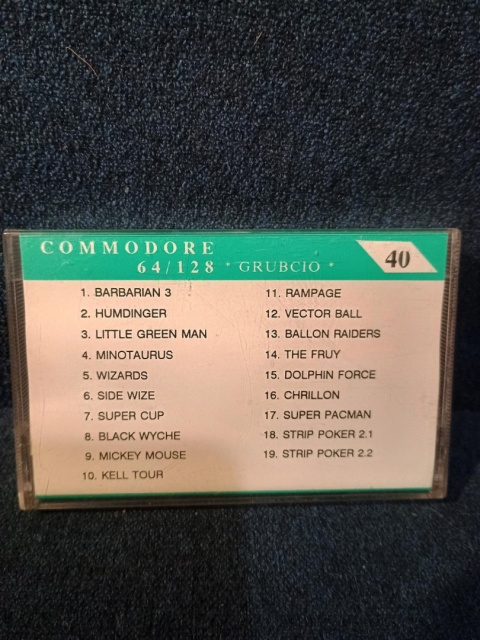 COMMODORE
64/128 * GRUBCIO *
40
1. BARBARIAN 3
2. HUMDINGER
3. LITTLE GREEN MAN
4. MINOTAURUS
5. WIZARDS
6. SIDE WIZE
7. SUPER CUP
8. BLACK WYCHE
9. MICKEY MOUSE
10. KELL TOUR
11. RAMPAGE
12. VECTOR BALL
13. BALLON RAIDERS
14. THE FRUY
15. DOLPHIN FORCE
16. CHRILLON
17. SUPER PACMAN
18. STRIP POKER 2.1
19. STRIP POKER 2.2